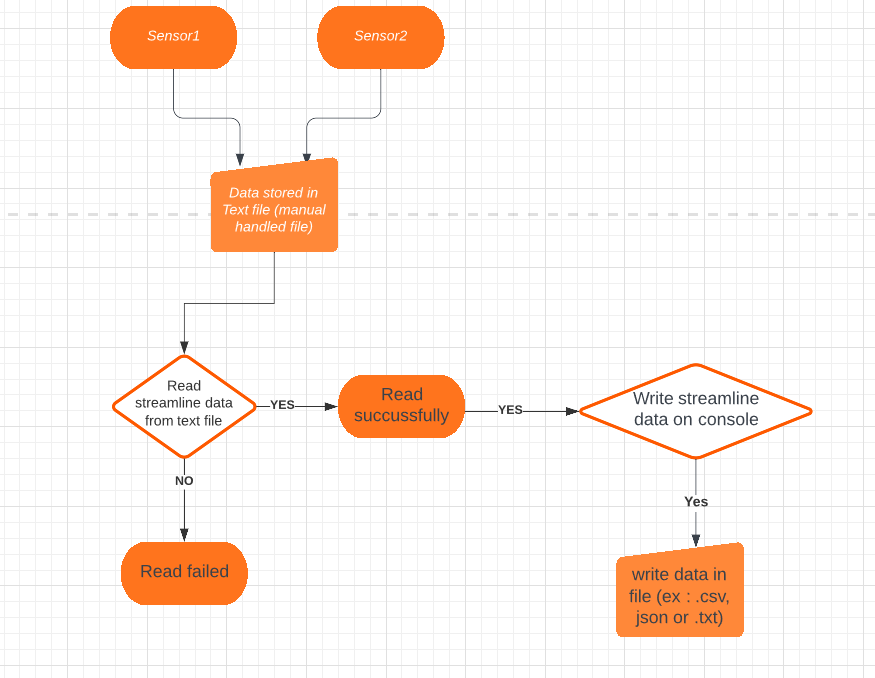 Sensor1
Sensor2
Data stored in
Text file (manual
handled file)
Read
streamline data
from text file
YES
Read
succussfully
YES
Write streamline
data on console
NO
Yes
Read failed
write data in
file (ex : .csv,
json or .txt)